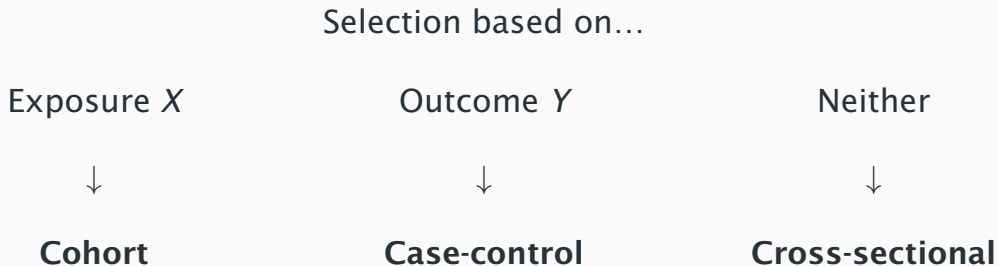 Selection based on…
Exposure X Outcome Y Neither
↓ ↓ ↓
Cohort Case-control Cross-sectional